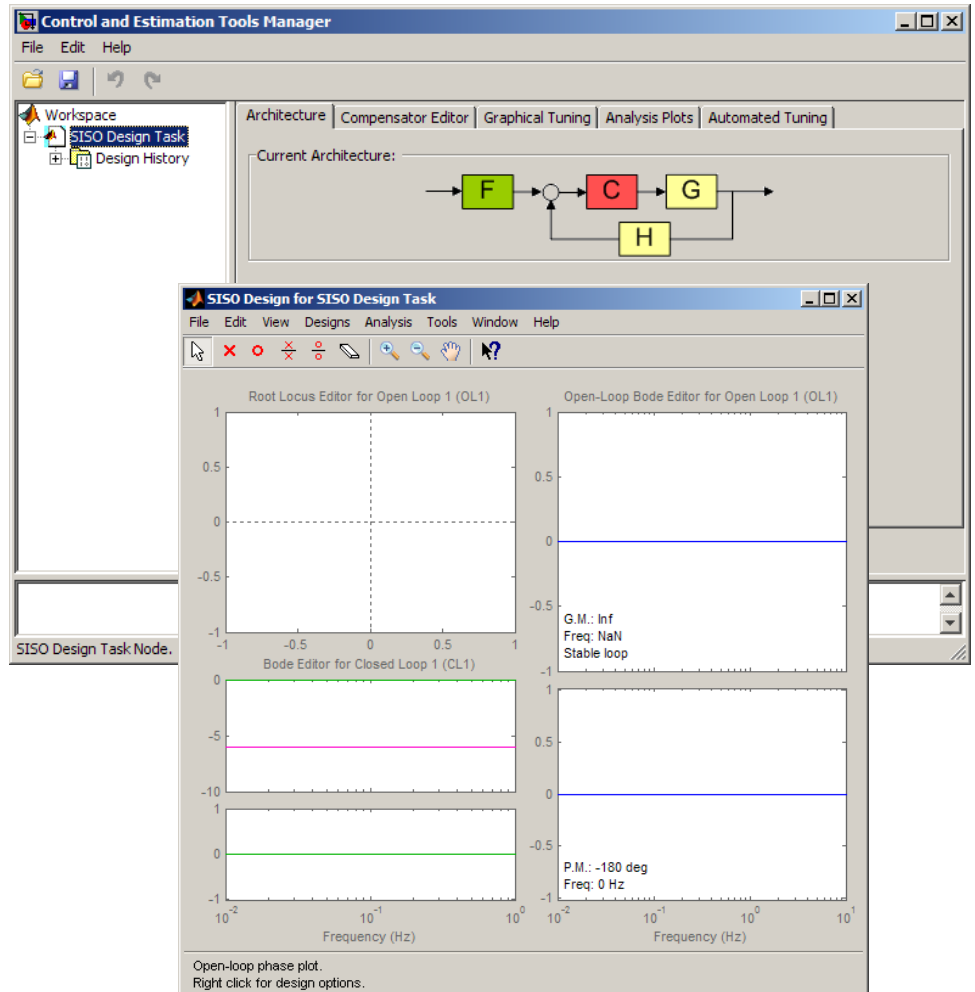 Control and Estimation Tools Manager
File Edit Help
Workspace
SISO Design Task
Design History
Architecture Compensator Editor Graphical Tuning Analysis Plots Automated Tuning
Current Architecture:
F C G
H
SISO Design Task Node.
SISO Design for SISO Design Task
File Edit View Designs Analysis Tools Window Help
Root Locus Editor for Open Loop 1 (OL1)
1
0.5
0
-0.5
-1
-1 -0.5 0 0.5 1
Bode Editor for Closed Loop 1 (CL1)
0
-5
-10
1
0
-1
10^-2 10^-1 10^0
Frequency (Hz)
Open-Loop Bode Editor for Open Loop 1 (OL1)
1
0.5
0
-0.5
G.M.: Inf
Freq: NaN
Stable loop
-1
1
0.5
0
-0.5
P.M.: -180 deg
Freq: 0 Hz
-1
10^-2 10^-1 10^0 10^1
Frequency (Hz)
Open-loop phase plot.
Right click for design options.